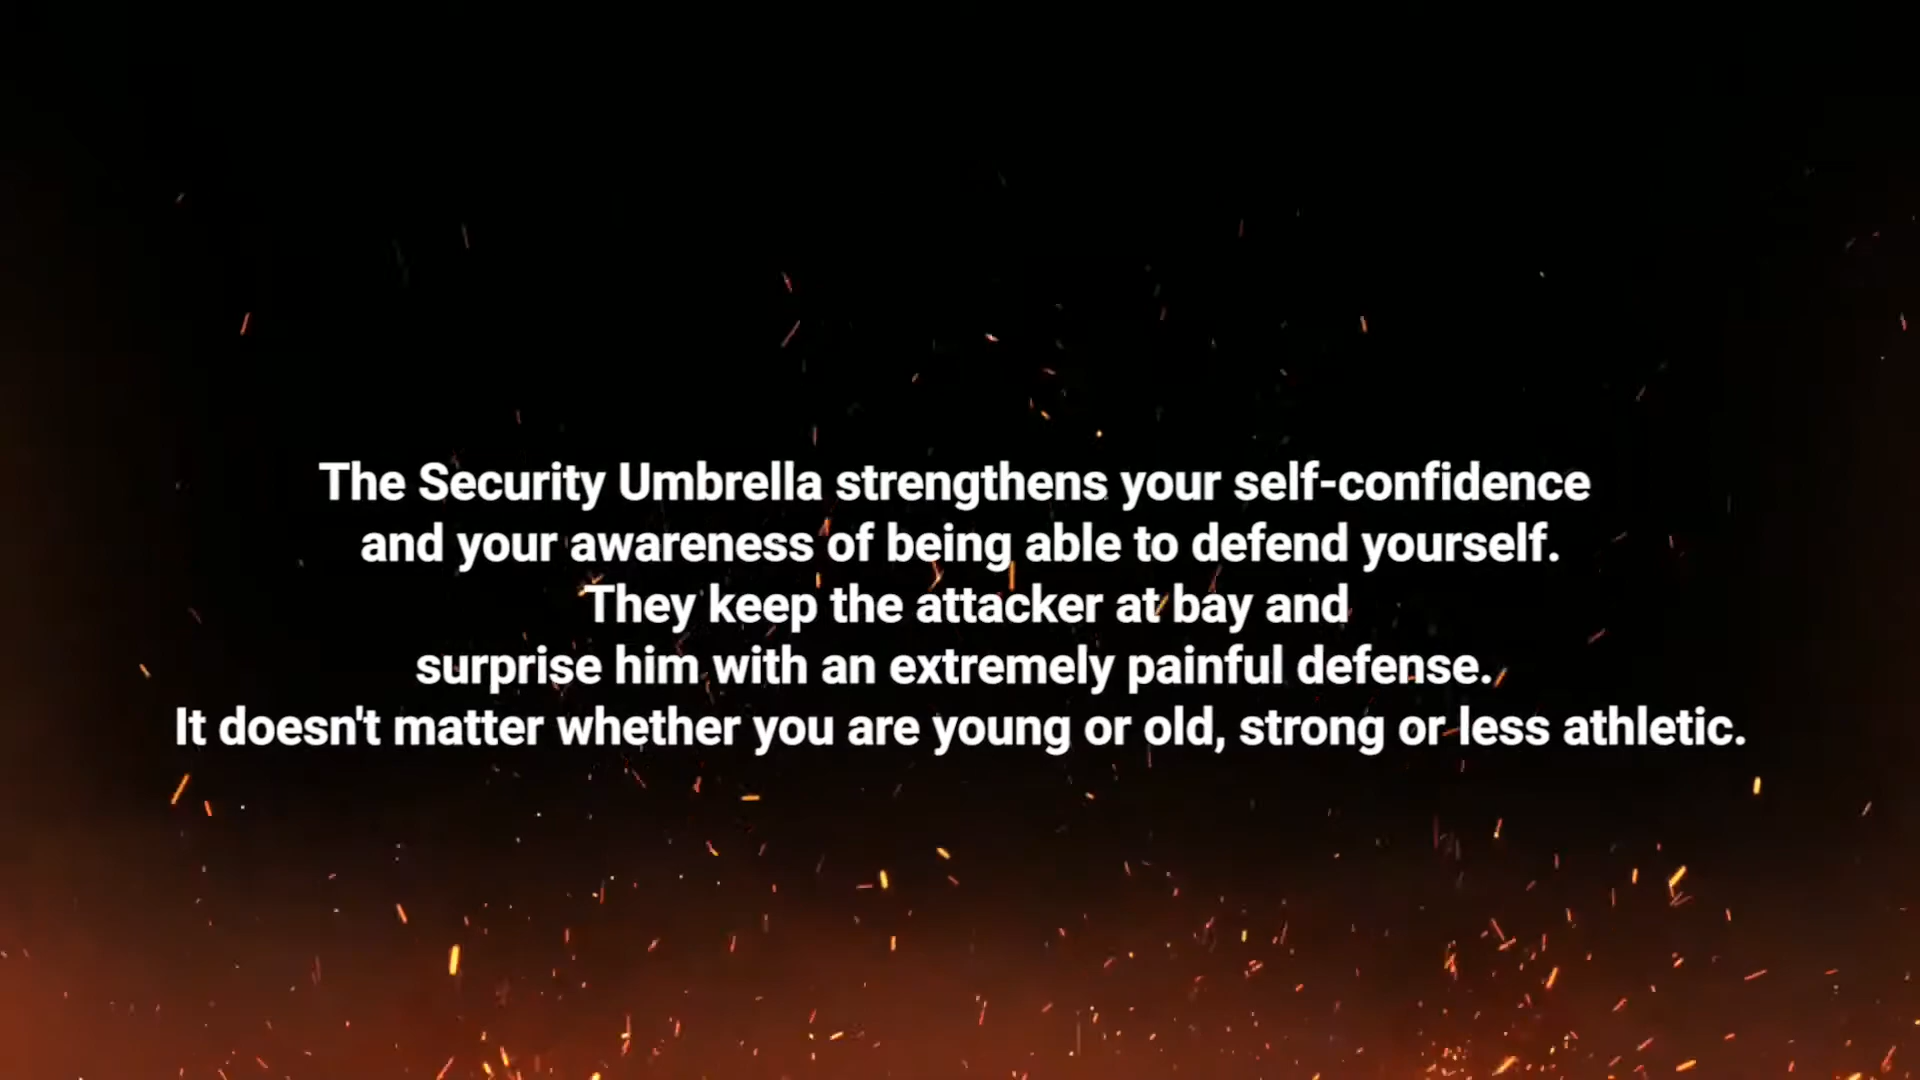 The Security Umbrella strengthens your self-confidence
and your awareness of being able to defend yourself.
They keep the attacker at bay and
surprise him with an extremely painful defense.
It doesn't matter whether you are young or old, strong or less athletic.